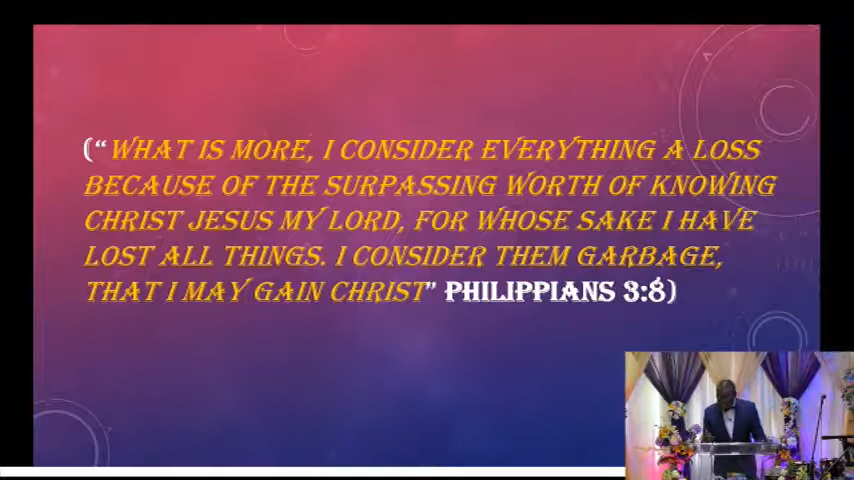 (“WHAT IS MORE, I CONSIDER EVERYTHING A LOSS
BECAUSE OF THE SURPASSING WORTH OF KNOWING
CHRIST JESUS MY LORD, FOR WHOSE SAKE I HAVE
LOST ALL THINGS. I CONSIDER THEM GARBAGE,
THAT I MAY GAIN CHRIST" PHILIPPIANS 3:8)